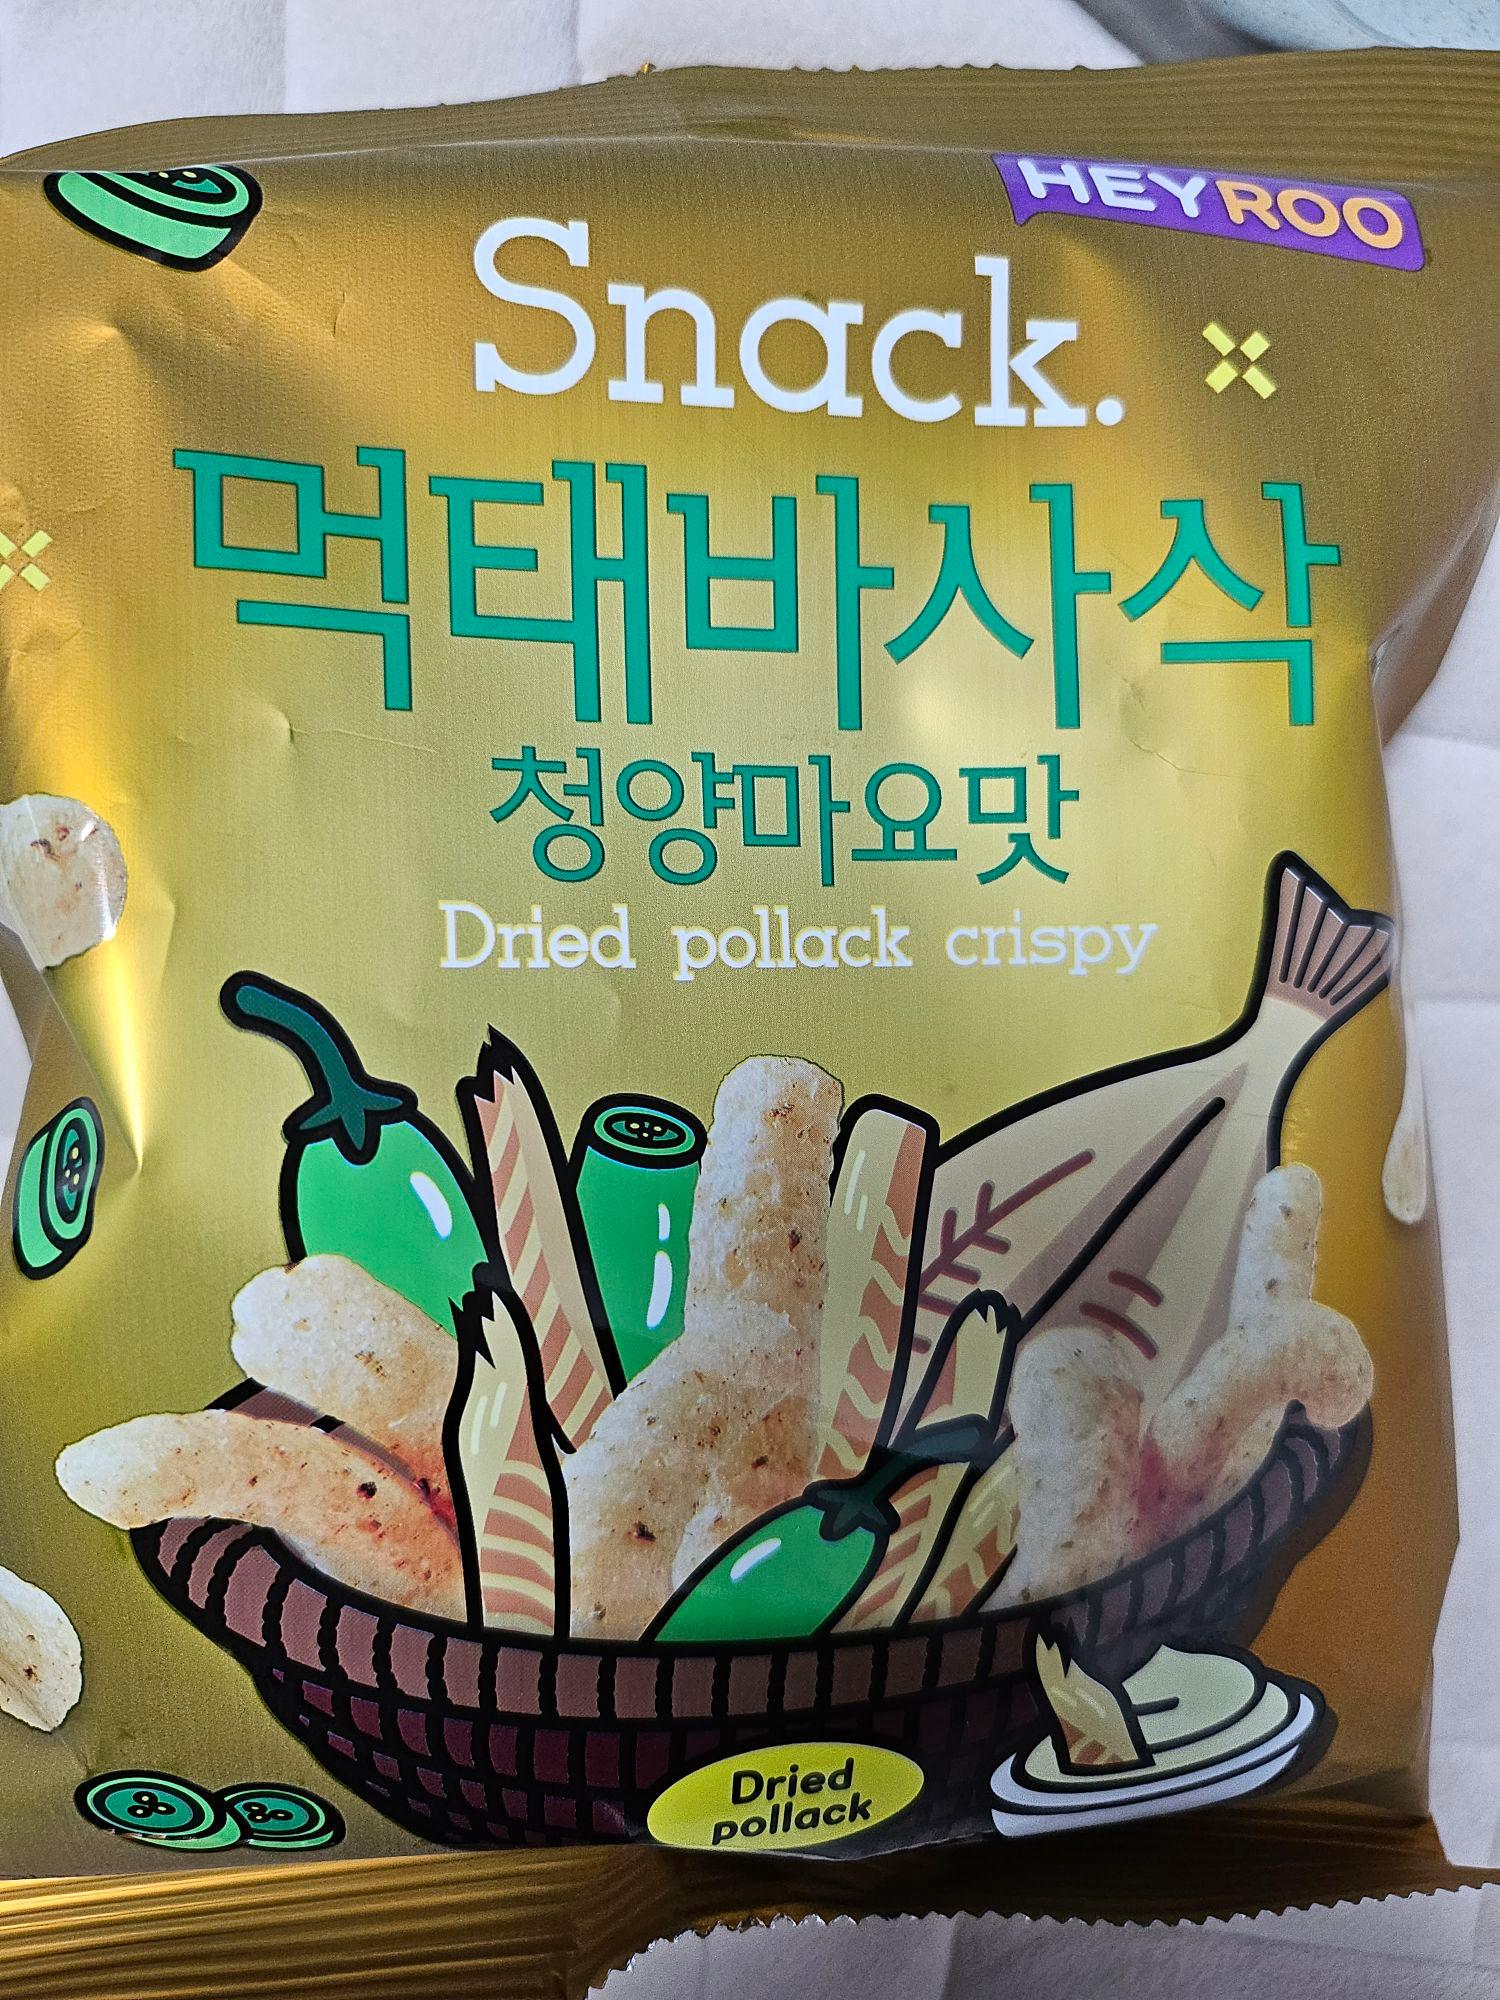 HEYROO
Snack.
먹태바사삭
청양마요맛
Dried pollack crispy
Dried
pollack